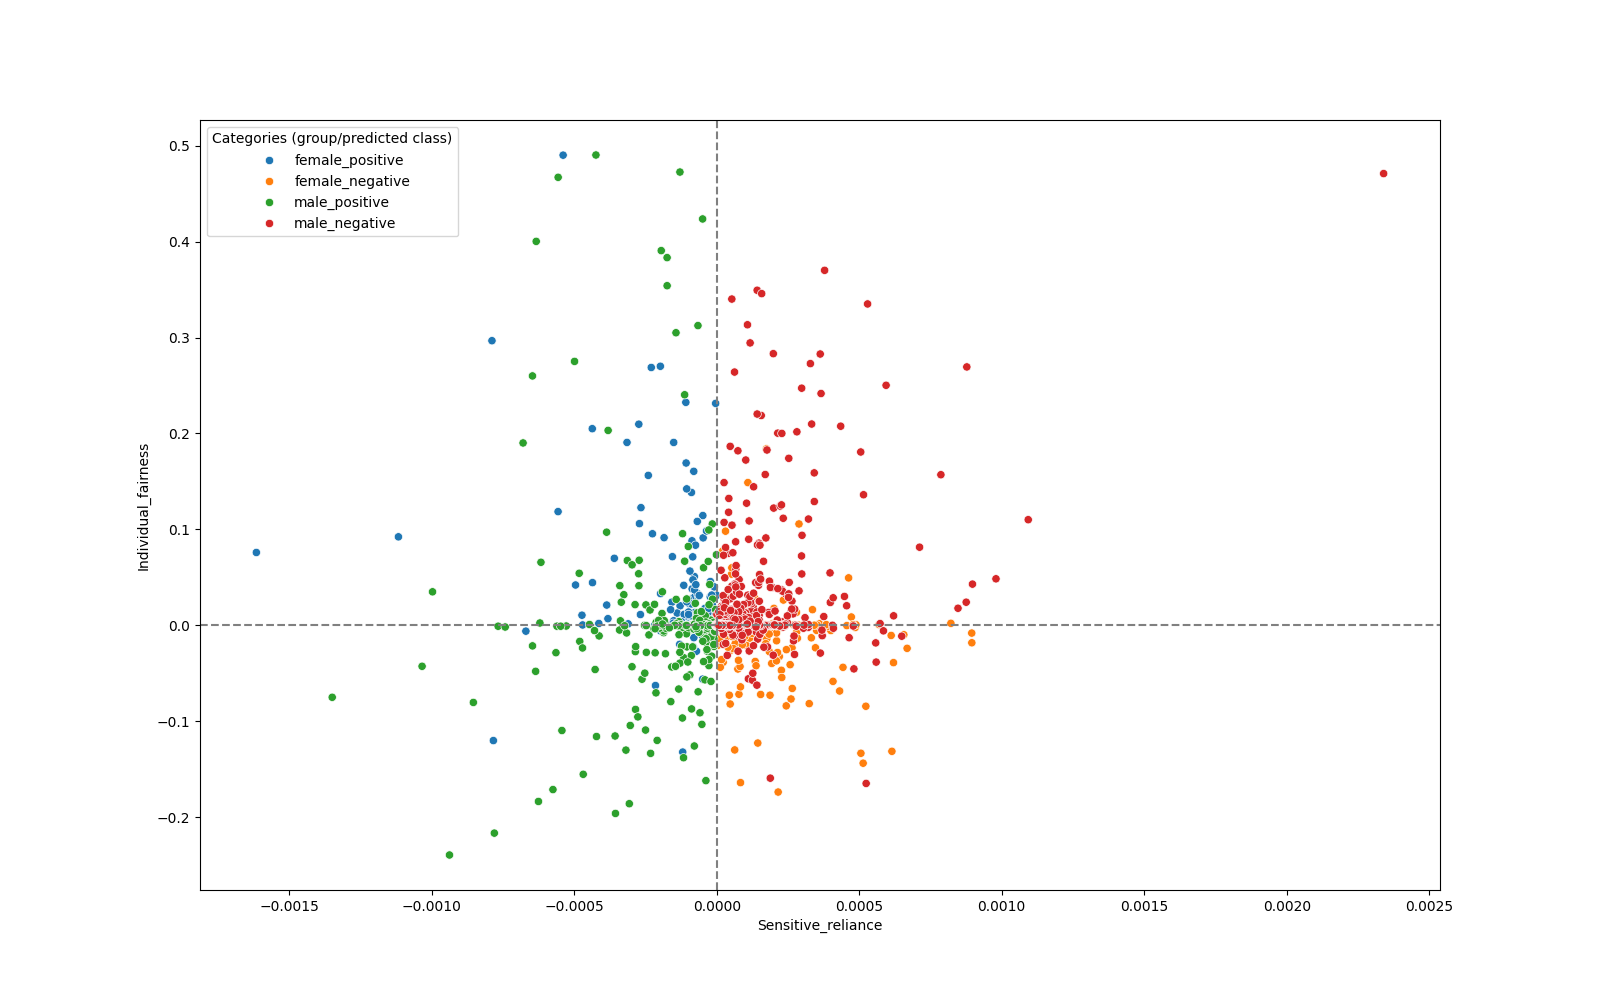 Categories (group/predicted class)
female_positive
female_negative
male_positive
male_negative
0.5
0.4
0.3
0.2
0.1
0.0
−0.1
−0.2
Individual_fairness
−0.0015 −0.0010 −0.0005 0.0000 0.0005 0.0010 0.0015 0.0020 0.0025
Sensitive_reliance